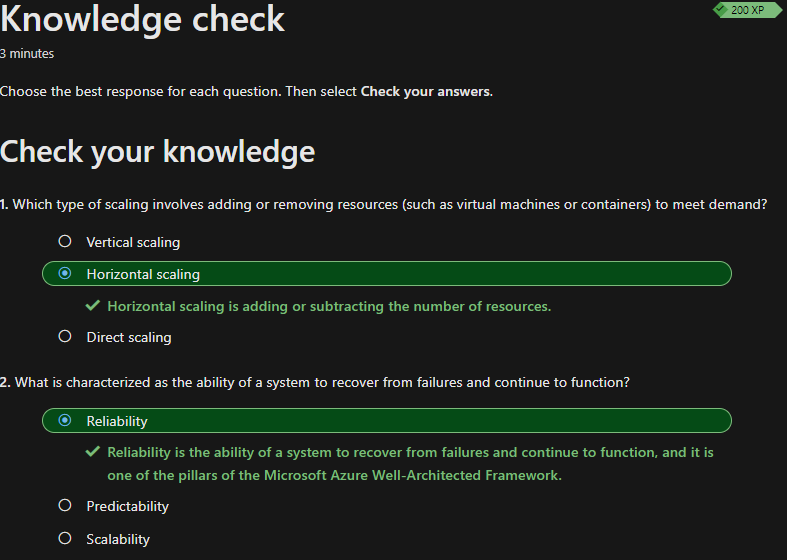 Knowledge check
200 XP
3 minutes
Choose the best response for each question. Then select Check your answers.
Check your knowledge
1. Which type of scaling involves adding or removing resources (such as virtual machines or containers) to meet demand?
Vertical scaling
Horizontal scaling
Horizontal scaling is adding or subtracting the number of resources.
Direct scaling
2. What is characterized as the ability of a system to recover from failures and continue to function?
Reliability
Reliability is the ability of a system to recover from failures and continue to function, and it is
one of the pillars of the Microsoft Azure Well-Architected Framework.
Predictability
Scalability